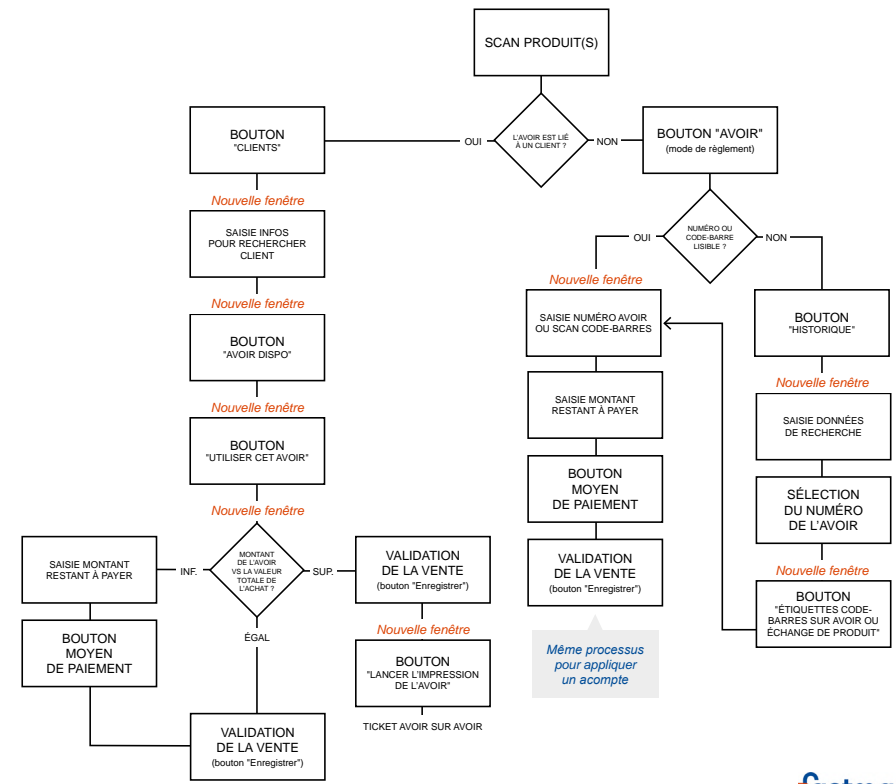 SCAN PRODUIT(S)
L'AVOIR EST LIÉ
À UN CLIENT ?
OUI
NON
BOUTON
"CLIENTS"
Nouvelle fenêtre
SAISIE INFOS
POUR RECHERCHER
CLIENT
Nouvelle fenêtre
BOUTON
"AVOIR DISPO"
Nouvelle fenêtre
BOUTON
"UTILISER CET AVOIR"
Nouvelle fenêtre
MONTANT
DE L'AVOIR
VS LA VALEUR
TOTALE DE
L'ACHAT ?
INF.
SUP.
ÉGAL
SAISIE MONTANT
RESTANT À PAYER
BOUTON
MOYEN
DE PAIEMENT
VALIDATION
DE LA VENTE
(bouton "Enregistrer")
VALIDATION
DE LA VENTE
(bouton "Enregistrer")
Nouvelle fenêtre
BOUTON
"LANCER L'IMPRESSION
DE L'AVOIR"
TICKET AVOIR SUR AVOIR
BOUTON "AVOIR"
(mode de règlement)
NUMÉRO OU
CODE-BARRE
LISIBLE ?
OUI
NON
Nouvelle fenêtre
SAISIE NUMÉRO AVOIR
OU SCAN CODE-BARRES
SAISIE MONTANT
RESTANT À PAYER
BOUTON
MOYEN
DE PAIEMENT
VALIDATION
DE LA VENTE
(bouton "Enregistrer")
Même processus
pour appliquer
un acompte
BOUTON
"HISTORIQUE"
Nouvelle fenêtre
SAISIE DONNÉES
DE RECHERCHE
SÉLECTION
DU NUMÉRO
DE L'AVOIR
Nouvelle fenêtre
BOUTON
"ÉTIQUETTES CODE-
BARRES SUR AVOIR OU
ÉCHANGE DE PRODUIT"